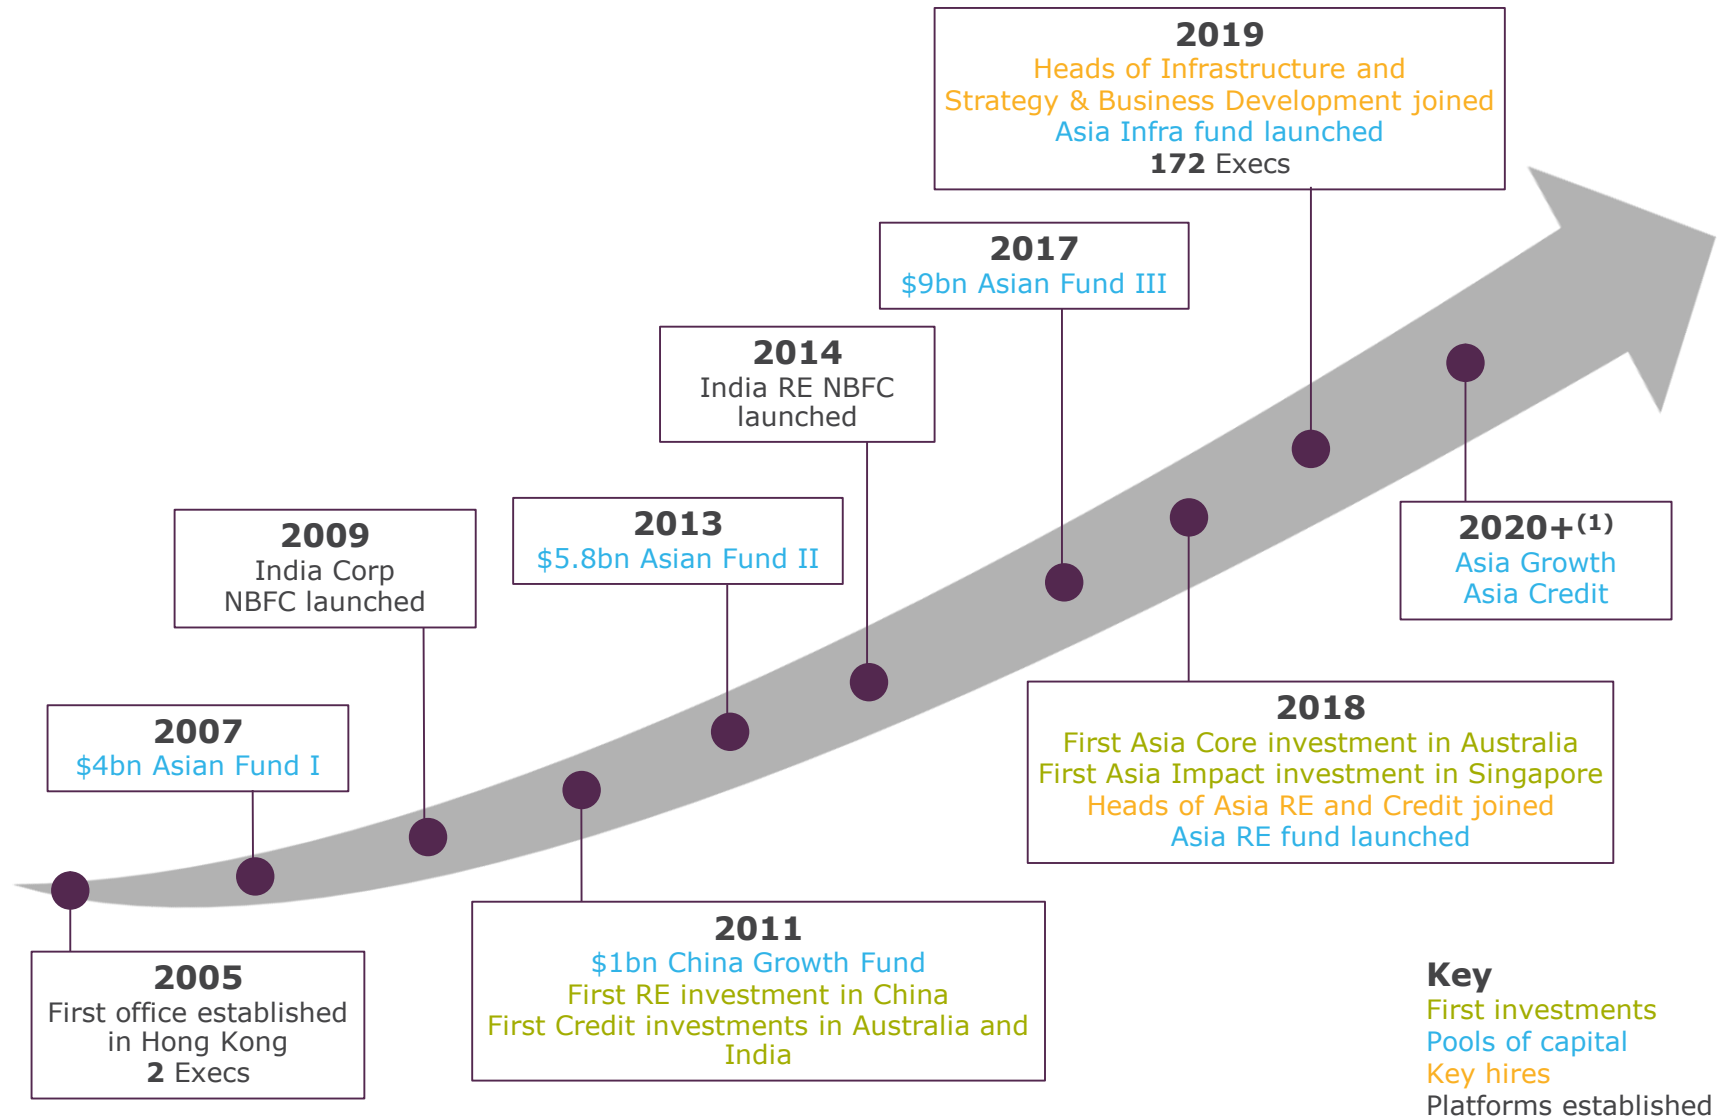 2019
Heads of Infrastructure and
Strategy & Business Development joined
Asia Infra fund launched
172 Execs
2017
$9bn Asian Fund III
2014
India RE NBFC
launched
2009
India Corp
NBFC launched
2013
$5.8bn Asian Fund II
2020+(1)
Asia Growth
Asia Credit
2007
$4bn Asian Fund I
2018
First Asia Core investment in Australia
First Asia Impact investment in Singapore
Heads of Asia RE and Credit joined
Asia RE fund launched
2005
First office established
in Hong Kong
2 Execs
2011
$1bn China Growth Fund
First RE investment in China
First Credit investments in Australia and
India
Key
First investments
Pools of capital
Key hires
Platforms established